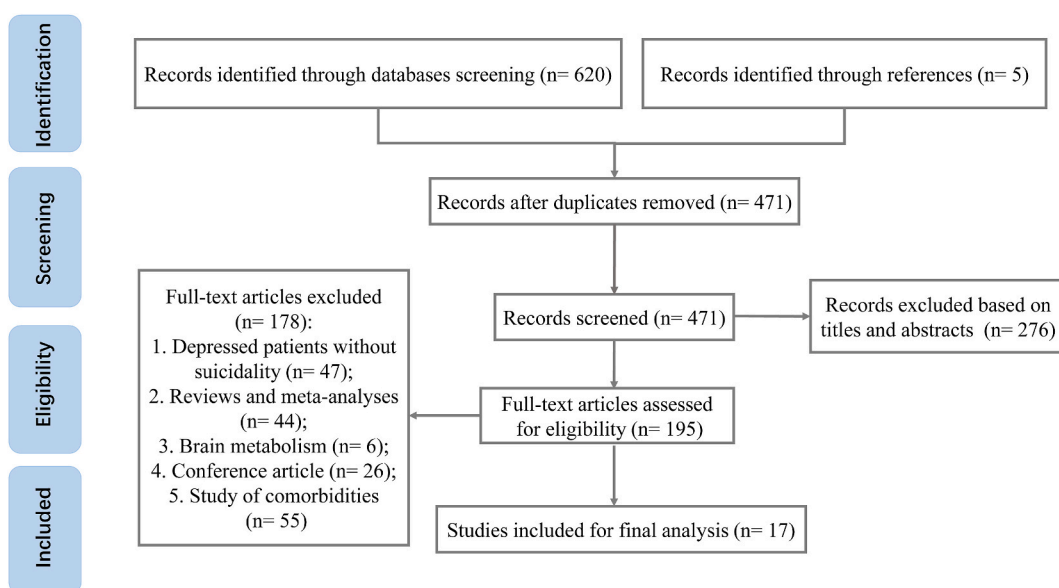 Identification
Records identified through databases screening (n= 620)
Records identified through references (n= 5)
Screening
Records after duplicates removed (n= 471)
Records screened (n= 471)
Records excluded based on
titles and abstracts (n= 276)
Eligibility
Full-text articles excluded
(n= 178):
1. Depressed patients without
suicidality (n= 47);
2. Reviews and meta-analyses
(n= 44);
3. Brain metabolism (n= 6);
4. Conference article (n= 26);
5. Study of comorbidities
(n= 55)
Full-text articles assessed
for eligibility (n= 195)
Included
Studies included for final analysis (n= 17)